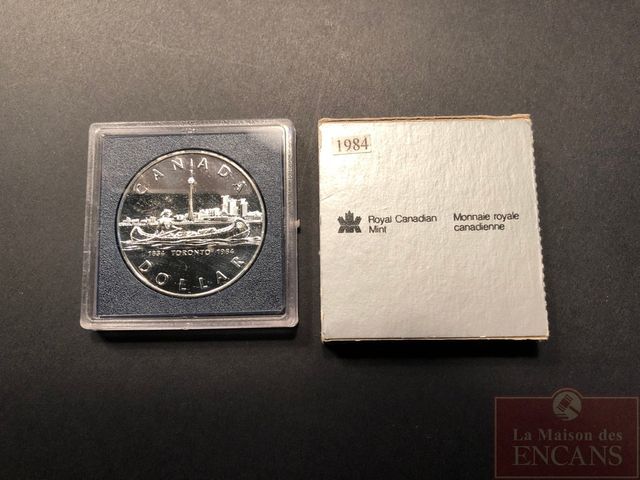 CANADA
1834 TORONTO 1984
DOLLAR
1984
Royal Canadian
Mint
Monnaie royale
canadienne
La Maison des
ENCANS